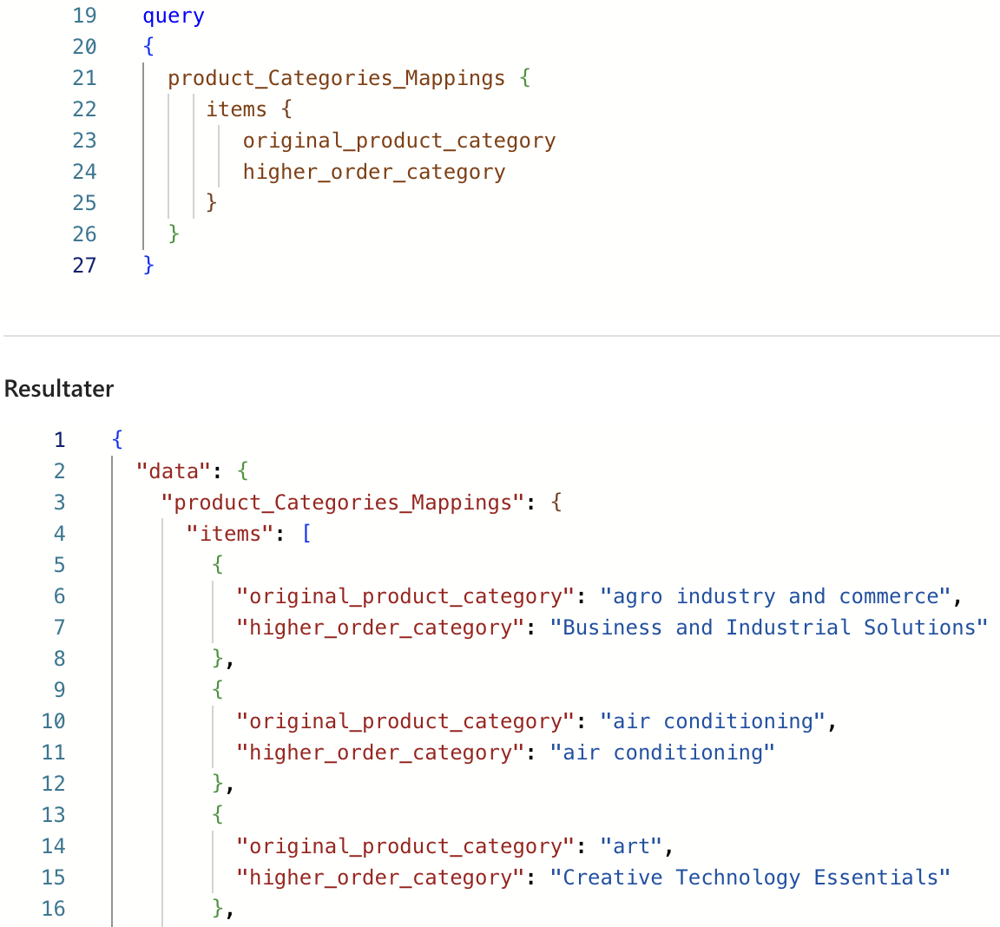 19 query
20 {
21 product_Categories_Mappings {
22 items {
23 original_product_category
24 higher_order_category
25 }
26 }
27 }
Resultater
1 {
2 "data": {
3 "product_Categories_Mappings": {
4 "items": [
5 {
6 "original_product_category": "agro industry and commerce",
7 "higher_order_category": "Business and Industrial Solutions"
8 },
9 {
10 "original_product_category": "air conditioning",
11 "higher_order_category": "air conditioning"
12 },
13 {
14 "original_product_category": "art",
15 "higher_order_category": "Creative Technology Essentials"
16 },